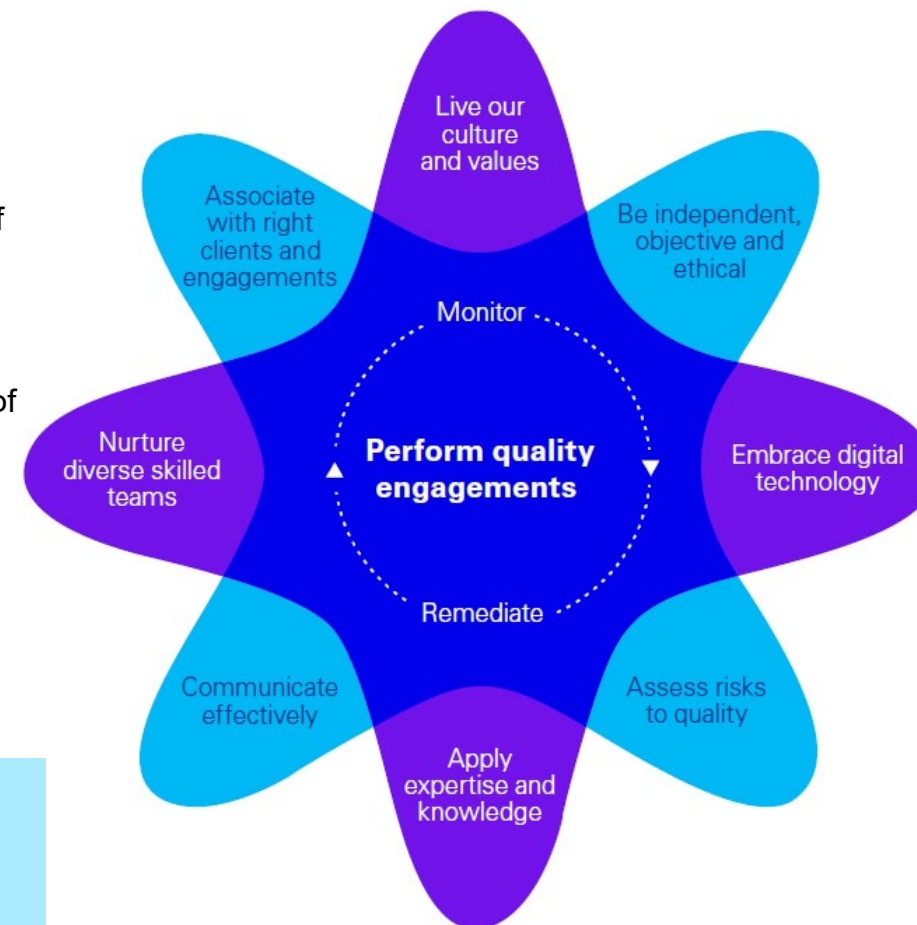 f
of
Live our
culture
and values
Be independent,
objective and
ethical
Embrace digital
technology
Assess risks
to quality
Apply
expertise and
knowledge
Communicate
effectively
Nurture
diverse skilled
teams
Associate
with right
clients and
engagements
Monitor
Perform quality
engagements
Remediate